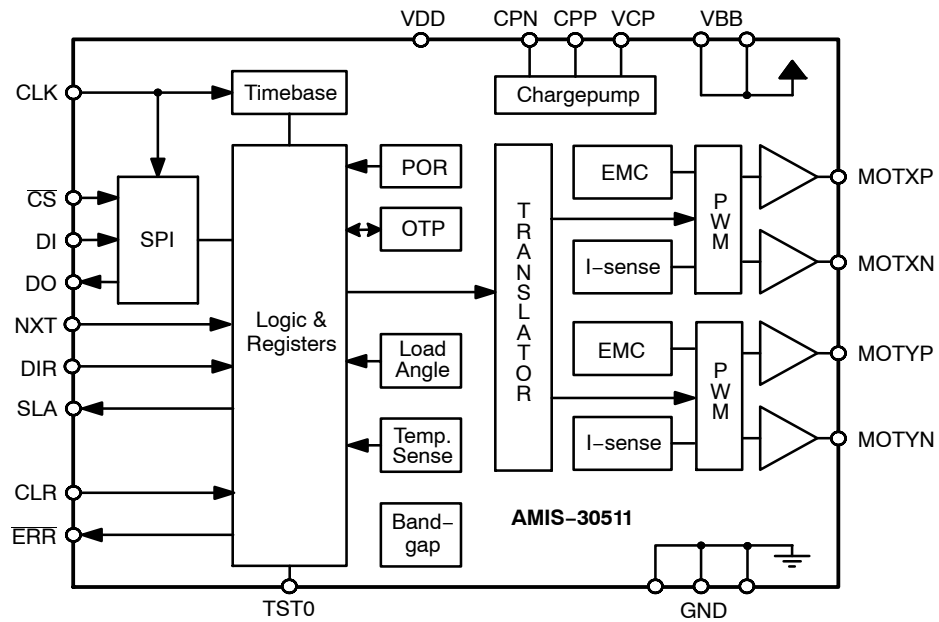 VDD
CPN CPP VCP
VBB
CLK
Timebase
Chargepump
CS
DI
DO
SPI
NXT
DIR
SLA
CLR
ERR
Logic & Registers
POR
OTP
Load
Angle
Temp.
Sense
Band–
gap
TRANSLATOR
EMC
I–sense
PWM
MOTXP
MOTXN
EMC
I–sense
PWM
MOTYP
MOTYN
AMIS–30511
TST0
GND